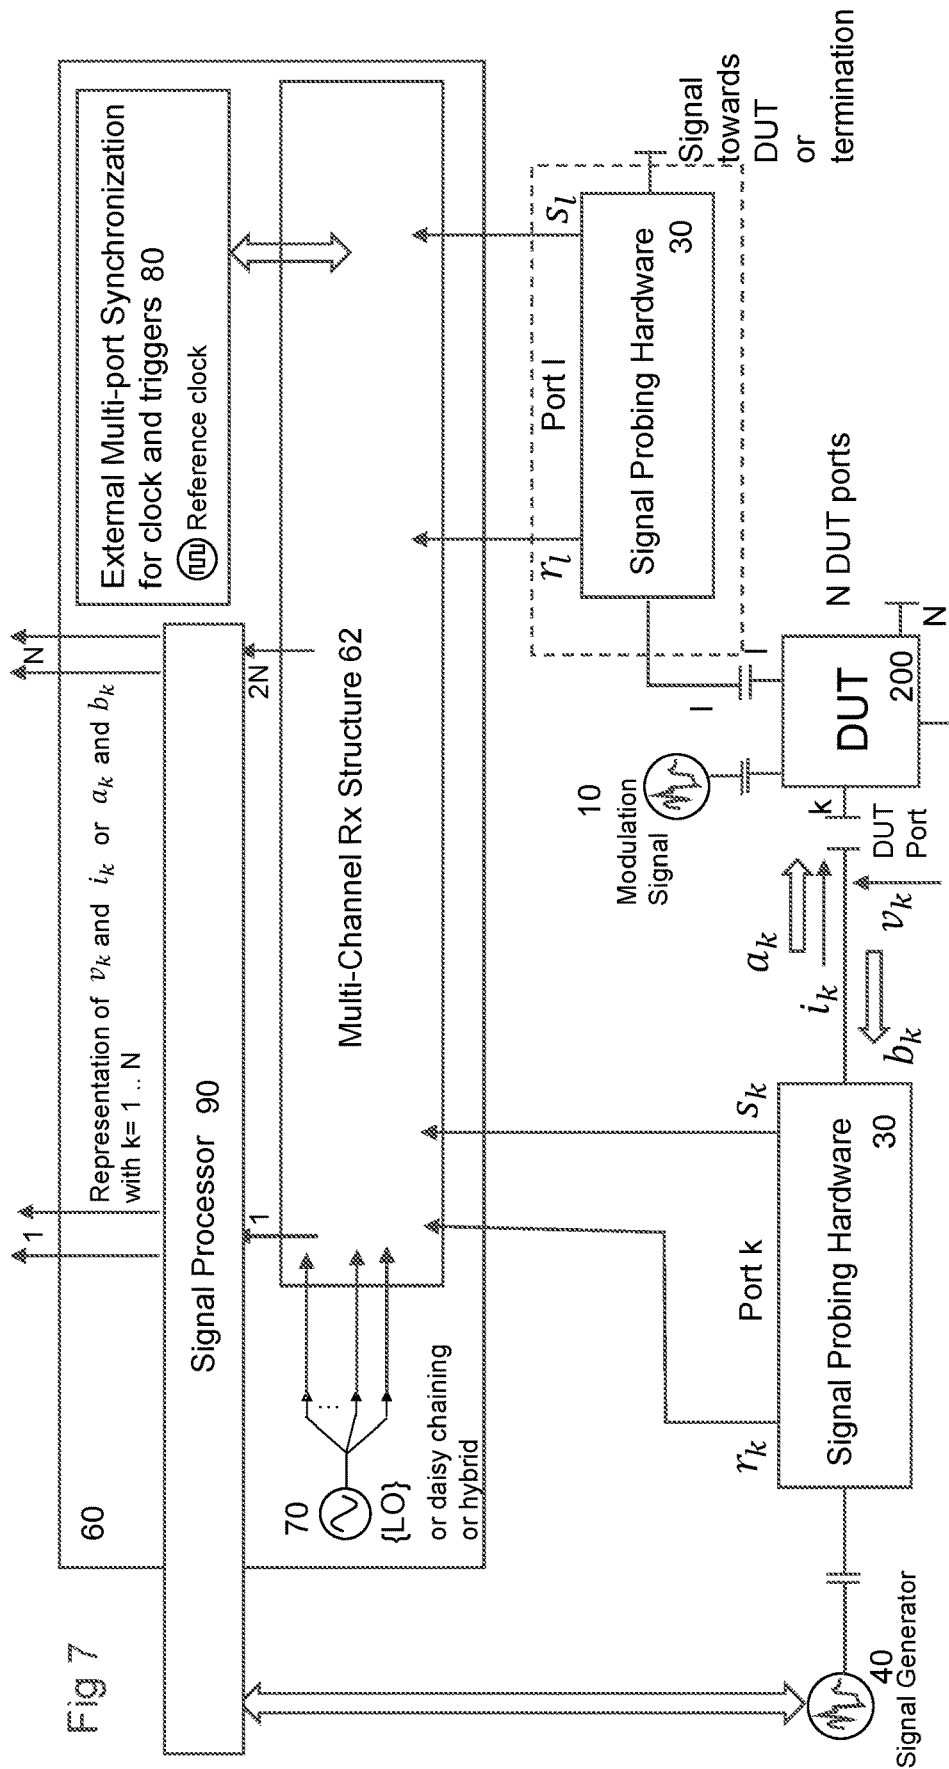 Fig 7
60
1
Representation of v_k and i_k or a_k and b_k
with k= 1 .. N
N
External Multi-port Synchronization
for clock and triggers 80
Reference clock
Signal Processor 90
1
2N
70
{LO}
...
or daisy chaining
or hybrid
Multi-Channel Rx Structure 62
r_k
Port k
s_k
Signal Probing Hardware
30
40
Signal Generator
a_k
i_k
b_k
v_k
k
DUT
Port
10
Modulation
Signal
l
l
DUT
200
N
N DUT ports
r_l
Port l
s_l
Signal Probing Hardware
30
Signal
towards
DUT
or
termination